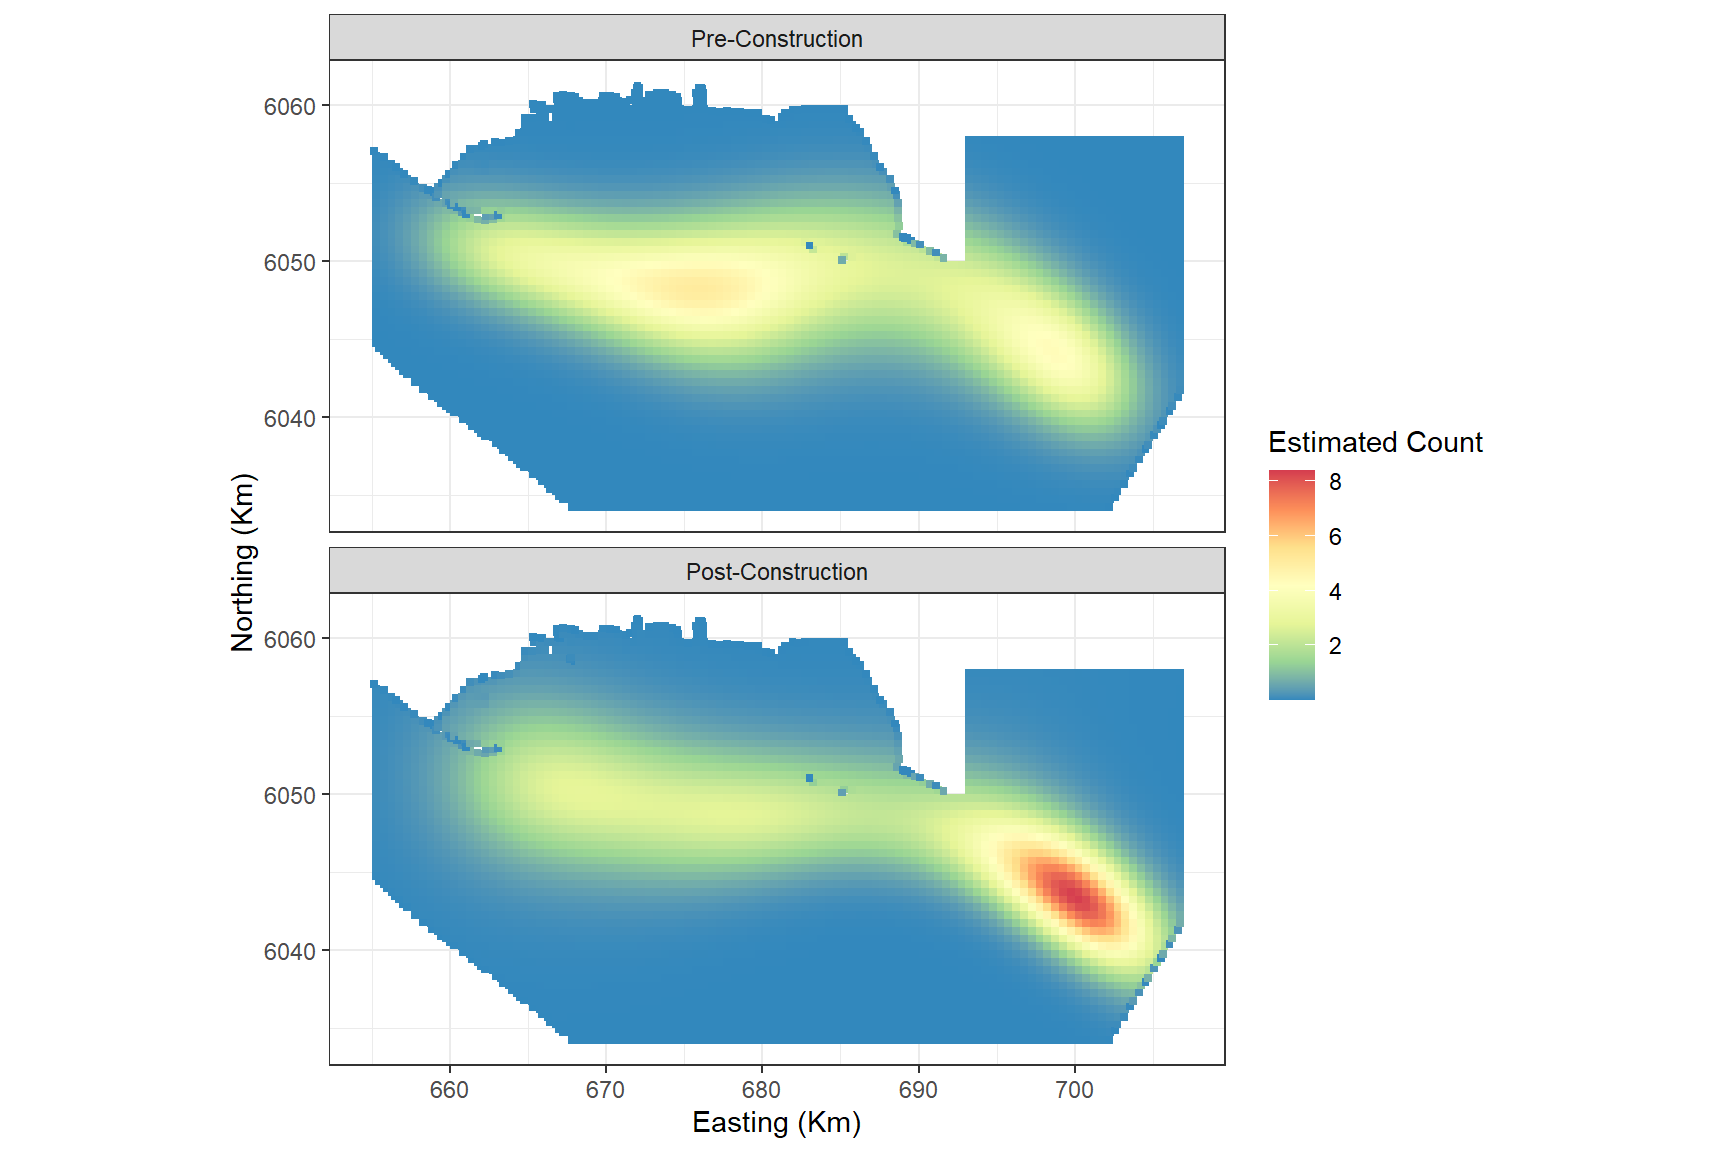 Pre-Construction
6060
6050
6040
Post-Construction
6060
6050
6040
660 670 680 690 700
Easting (Km)
Northing (Km)
Estimated Count
8
6
4
2